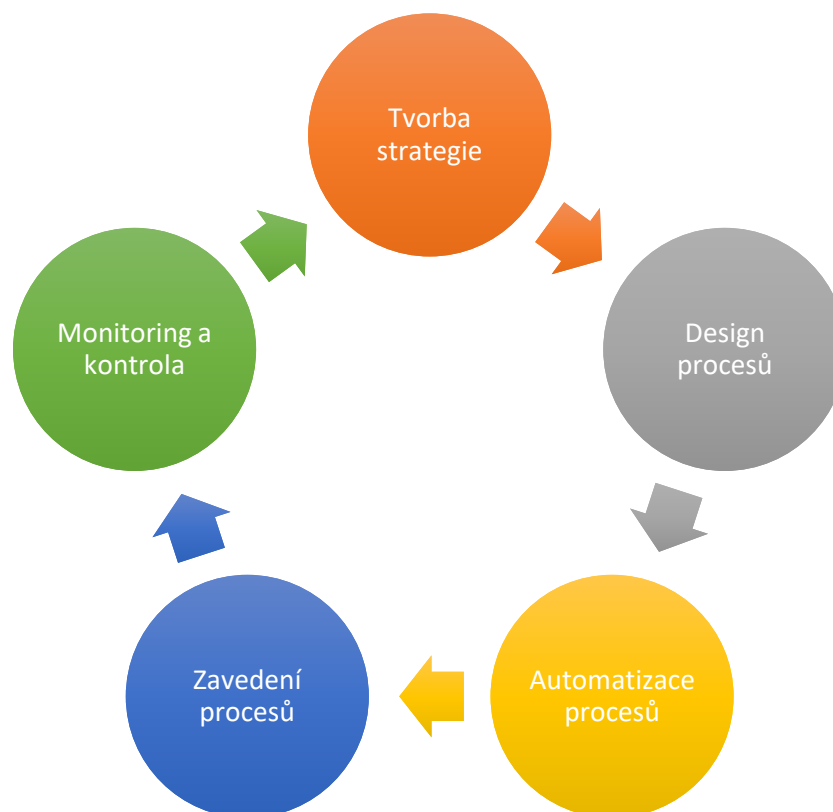 Tvorba
strategie
Design
procesů
Automatizace
procesů
Zavedení
procesů
Monitoring a
kontrola